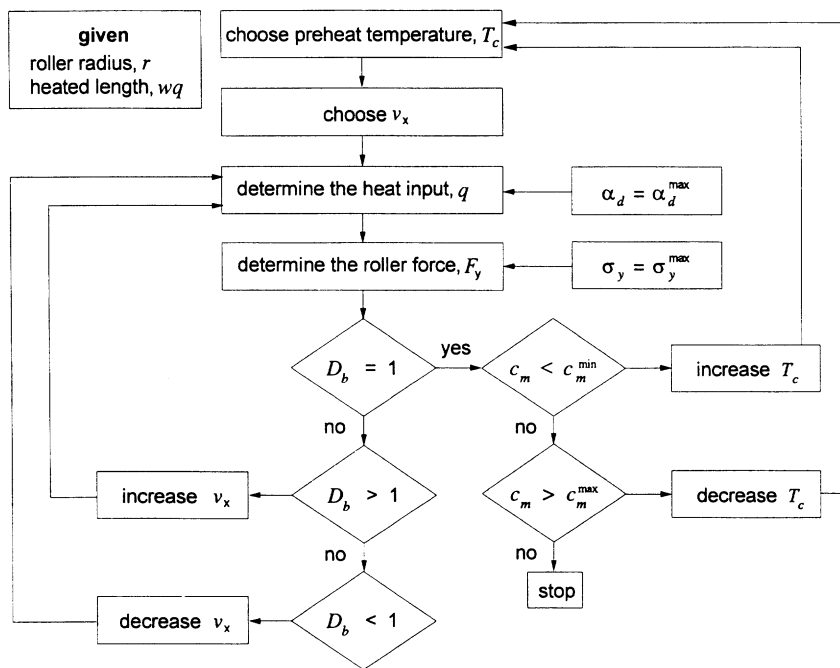 given
roller radius, r
heated length, wq
choose preheat temperature, T_c
choose v_x
determine the heat input, q
α_d = α_d^max
determine the roller force, F_y
σ_y = σ_y^max
D_b = 1
yes
c_m < c_m^min
increase T_c
no
no
increase v_x
D_b > 1
c_m > c_m^max
decrease T_c
no
no
stop
decrease v_x
D_b < 1